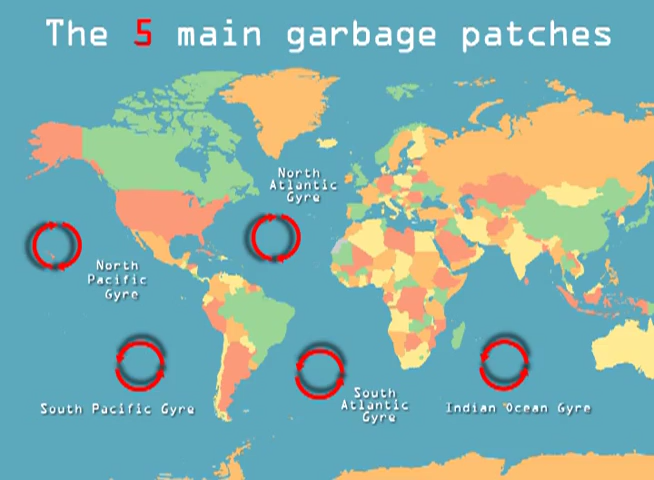 The 5 main garbage patches
North
Atlantic
Gyre
North
Pacific
Gyre
South Pacific Gyre
South
Atlantic
Gyre
Indian Ocean Gyre